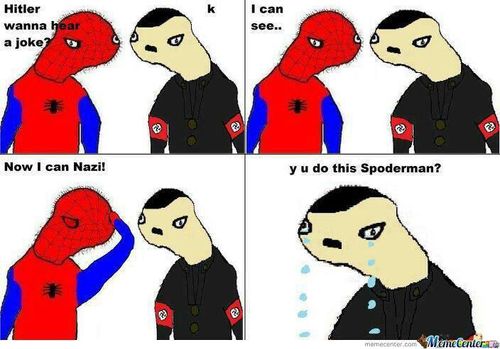 Hitler
wanna hear
a joke?
k
I can
see..
Now I can Nazi!
y u do this Spoderman?
memecenter.com
MemeCenter